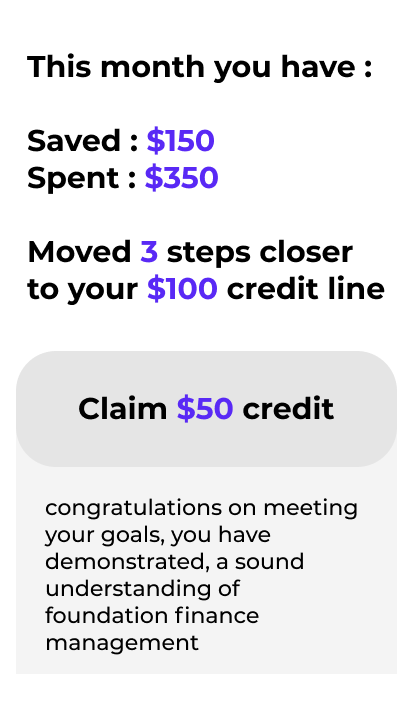 This month you have :
Saved : $150
Spent : $350
Moved 3 steps closer
to your $100 credit line
Claim $50 credit
congratulations on meeting
your goals, you have
demonstrated, a sound
understanding of
foundation finance
management